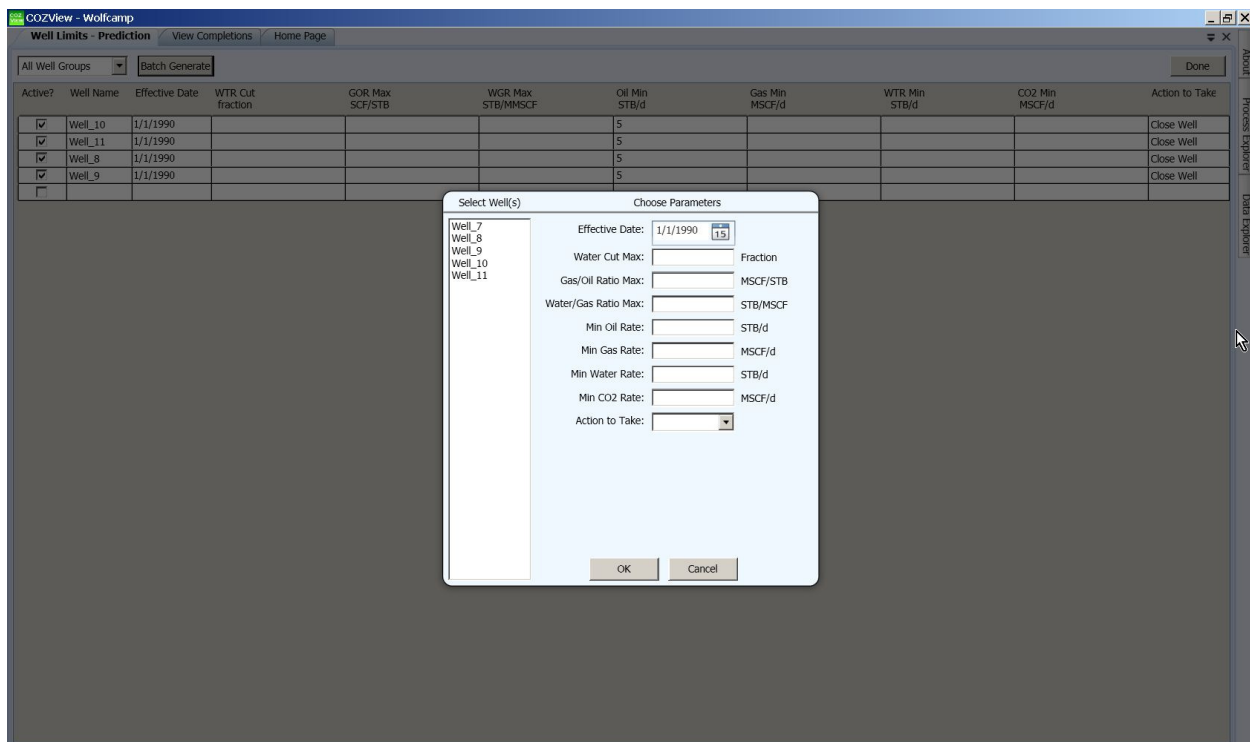 COZ View COZView - Wolfcamp
Well Limits - Prediction View Completions Home Page
All Well Groups Batch Generate Done
Active? Well Name Effective Date WTR Cut fraction GOR Max SCF/STB WGR Max STB/MMSCF Oil Min STB/d Gas Min MSCF/d WTR Min STB/d CO2 Min MSCF/d Action to Take
Well_10 1/1/1990 5 Close Well
Well_11 1/1/1990 5 Close Well
Well_8 1/1/1990 5 Close Well
Well_9 1/1/1990 5 Close Well
Select Well(s) Choose Parameters
Well_7
Well_8
Well_9
Well_10
Well_11
Effective Date: 1/1/1990 15
Water Cut Max: Fraction
Gas/Oil Ratio Max: MSCF/STB
Water/Gas Ratio Max: STB/MSCF
Min Oil Rate: STB/d
Min Gas Rate: MSCF/d
Min Water Rate: STB/d
Min CO2 Rate: MSCF/d
Action to Take:
OK Cancel
About
Process Explorer
Data Explorer